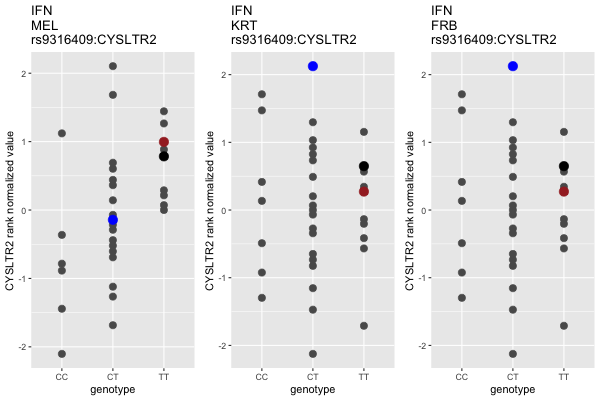 IFN
MEL
rs9316409:CYSLTR2
CYSLTR2 rank normalized value
2
1
0
-1
-2
CC CT TT
genotype
IFN
KRT
rs9316409:CYSLTR2
CYSLTR2 rank normalized value
2
1
0
-1
-2
CC CT TT
genotype
IFN
FRB
rs9316409:CYSLTR2
CYSLTR2 rank normalized value
2
1
0
-1
-2
CC CT TT
genotype